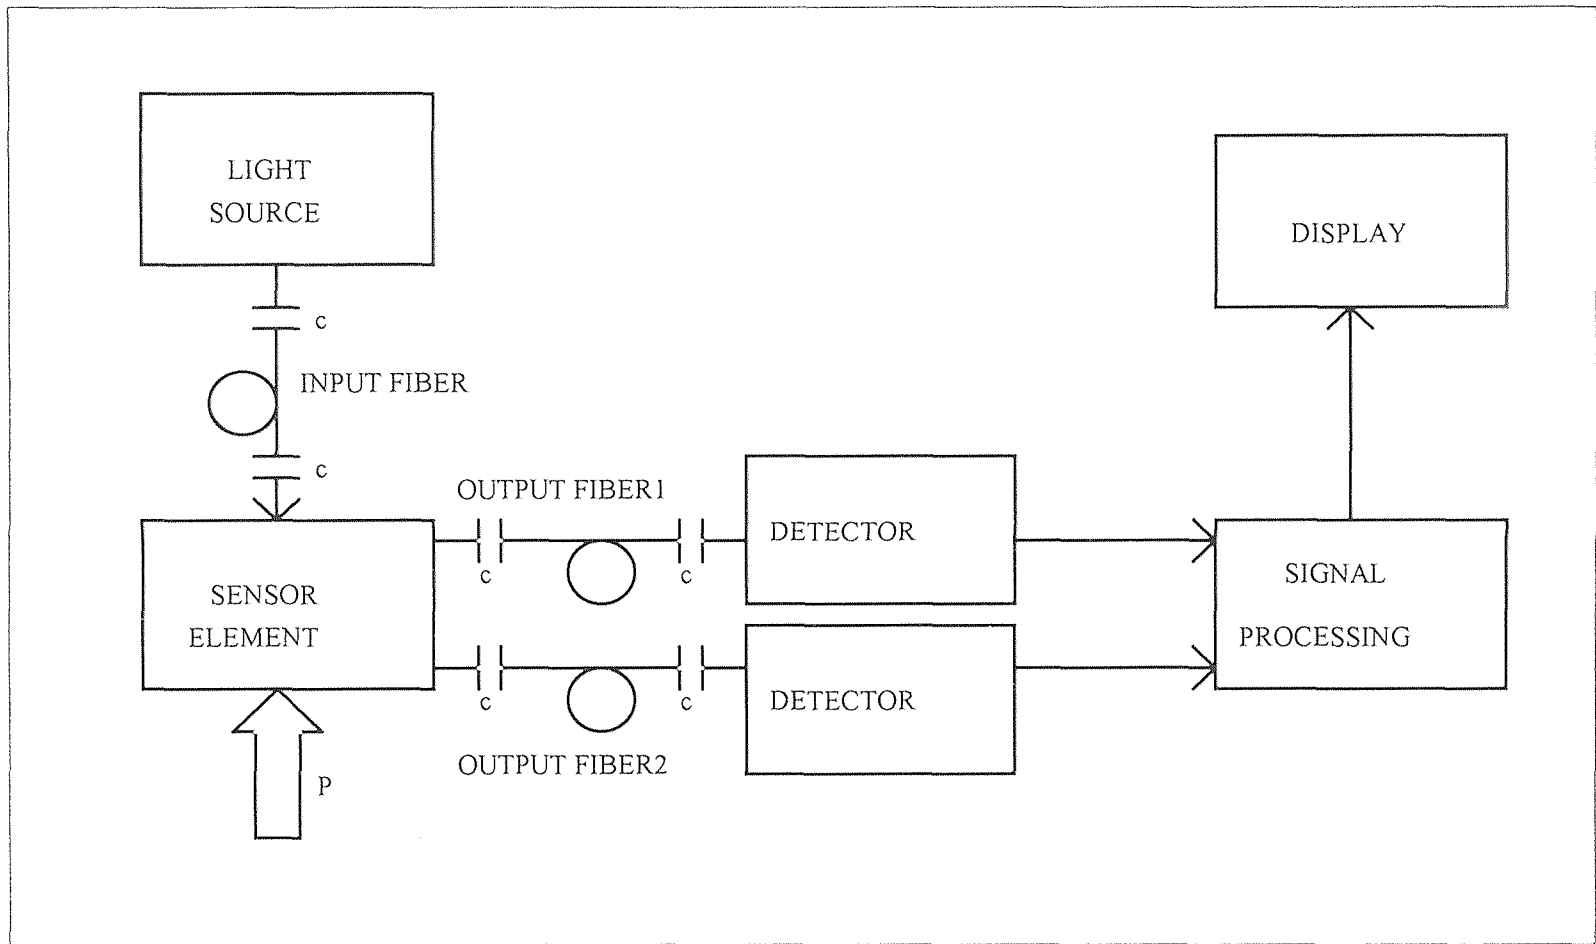 LIGHT
SOURCE
DISPLAY
c
INPUT FIBER
c
OUTPUT FIBER1
DETECTOR
c
c
SIGNAL
PROCESSING
SENSOR
ELEMENT
c
c
DETECTOR
OUTPUT FIBER2
P